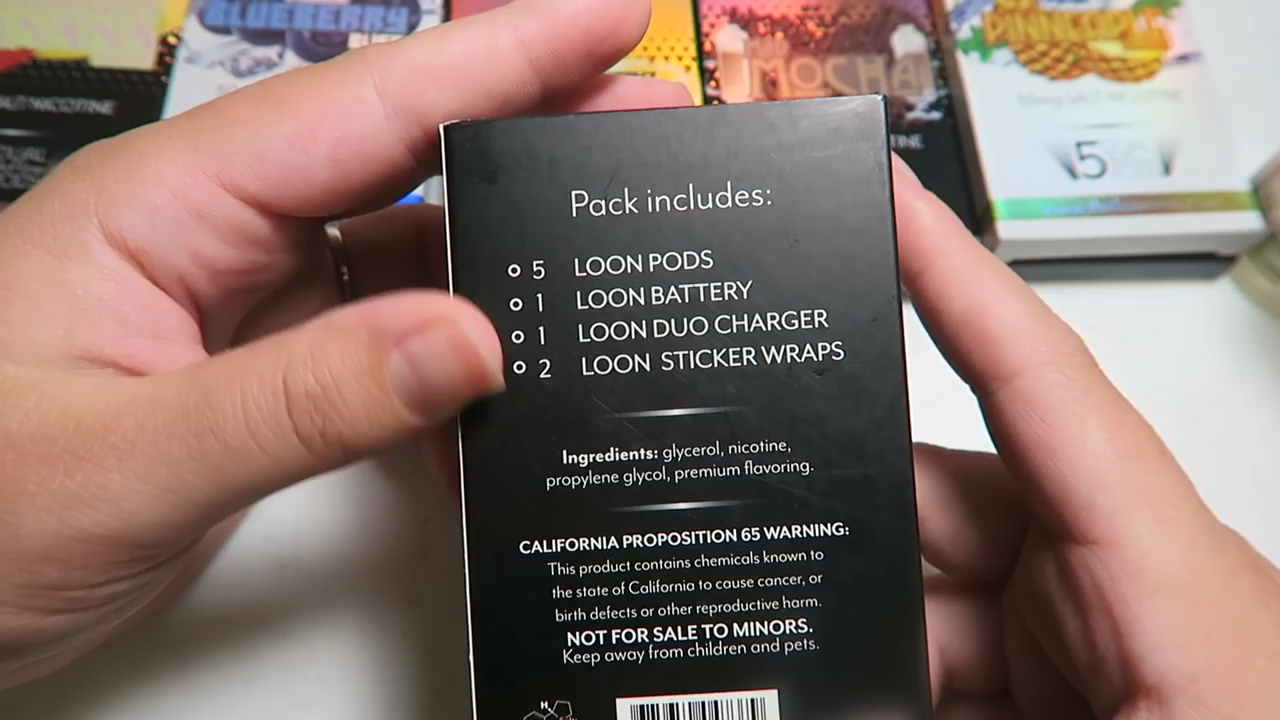 BLUEBERRY
MOCHA
PINNEAPPLE
NICOTINE
5
Pack includes:
5 LOON PODS
1 LOON BATTERY
1 LOON DUO CHARGER
2 LOON STICKER WRAPS
Ingredients: glycerol, nicotine,
propylene glycol, premium flavoring.
CALIFORNIA PROPOSITION 65 WARNING:
This product contains chemicals known to
the state of California to cause cancer, or
birth defects or other reproductive harm.
NOT FOR SALE TO MINORS.
Keep away from children and pets.
H